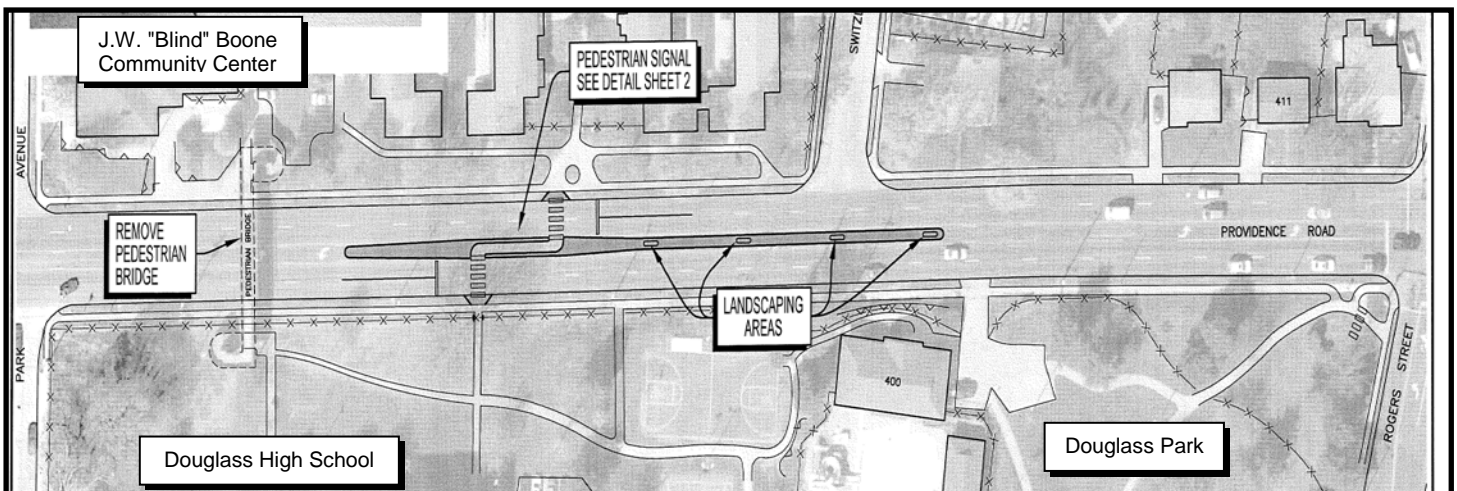 J.W. "Blind" Boone
Community Center
PEDESTRIAN SIGNAL
SEE DETAIL SHEET 2
AVENUE
411
REMOVE
PEDESTRIAN
BRIDGE
PEDESTRIAN BRIDGE
PROVIDENCE ROAD
LANDSCAPING
AREAS
PARK
400
ROGERS STREET
Douglass High School
Douglass Park